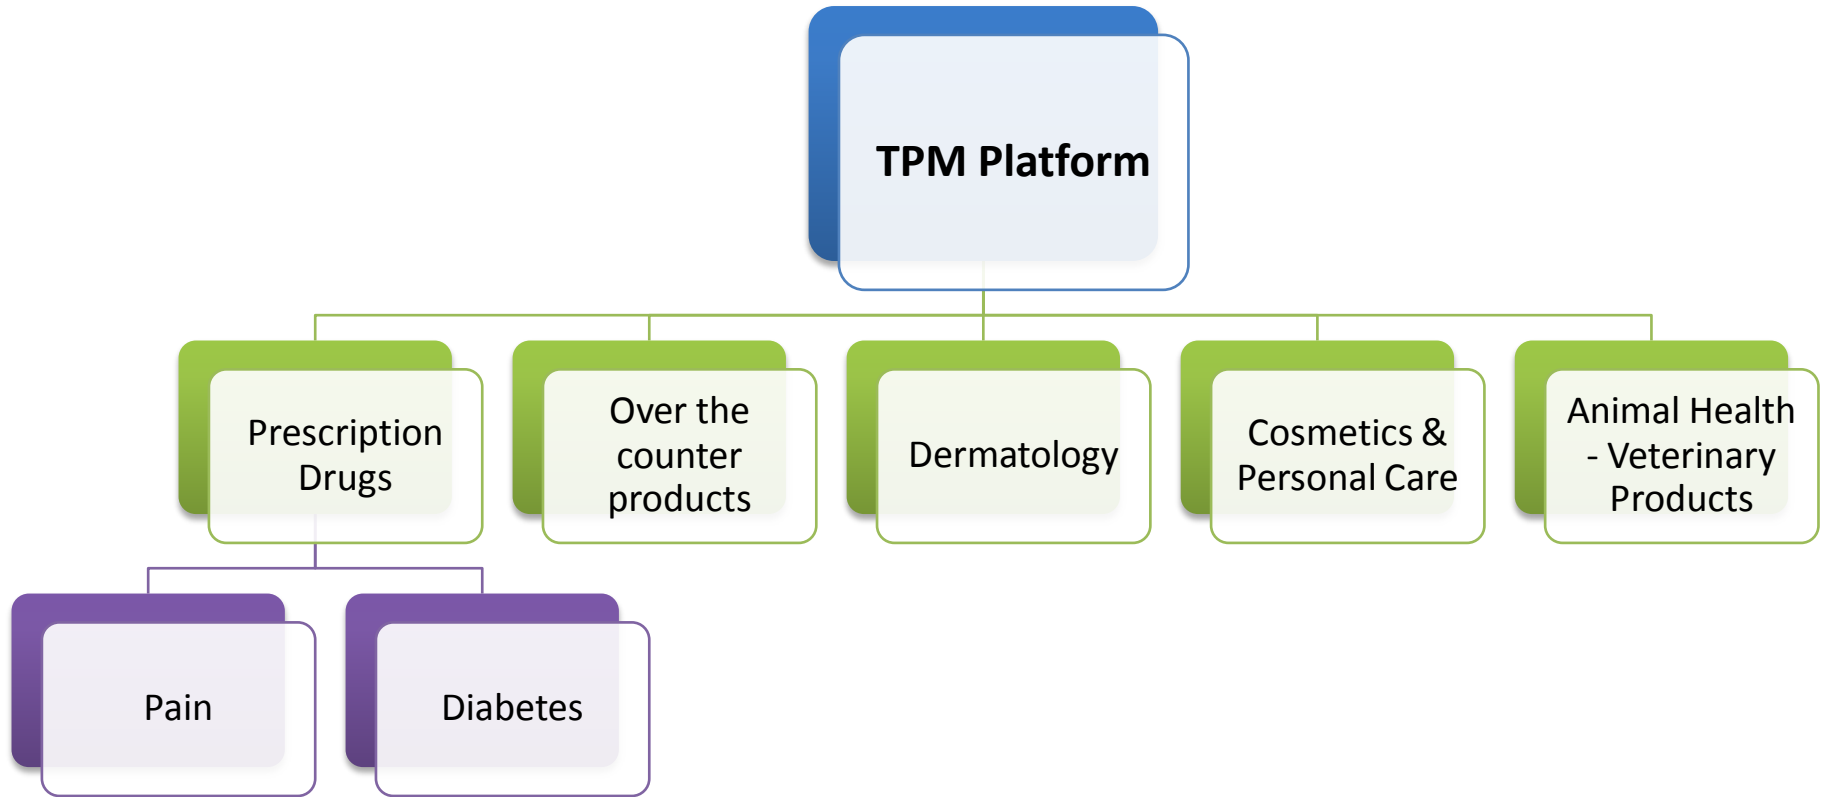 TPM Platform
Prescription
Drugs
Over the
counter
products
Dermatology
Cosmetics &
Personal Care
Animal Health
- Veterinary
Products
Pain
Diabetes